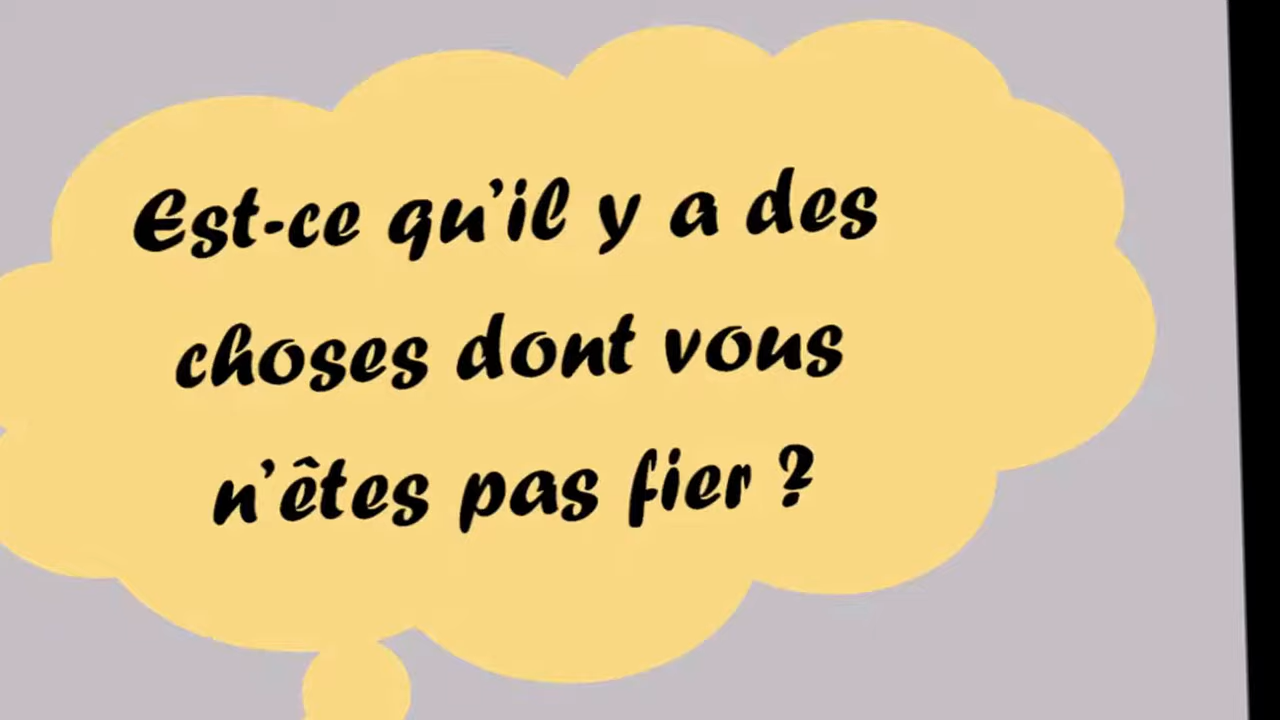 Est-ce qu'il y a des
choses dont vous
n'êtes pas fier ?